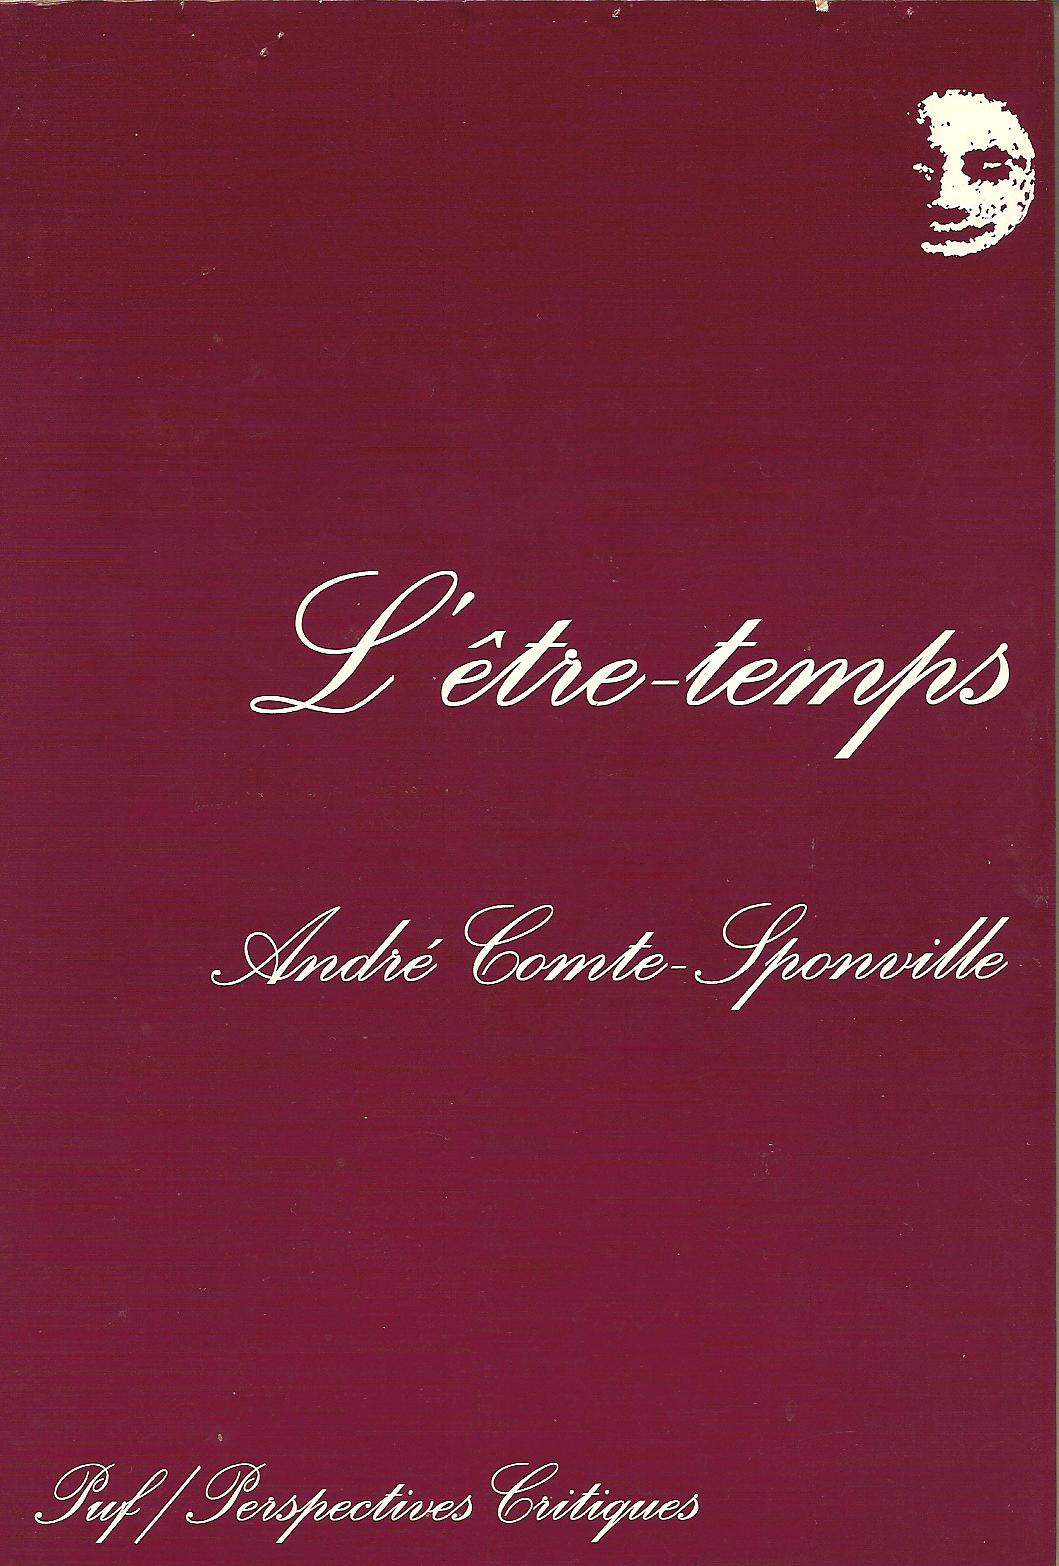 L'être-temps
André Comte-Sponville
Puf / Perspectives Critiques